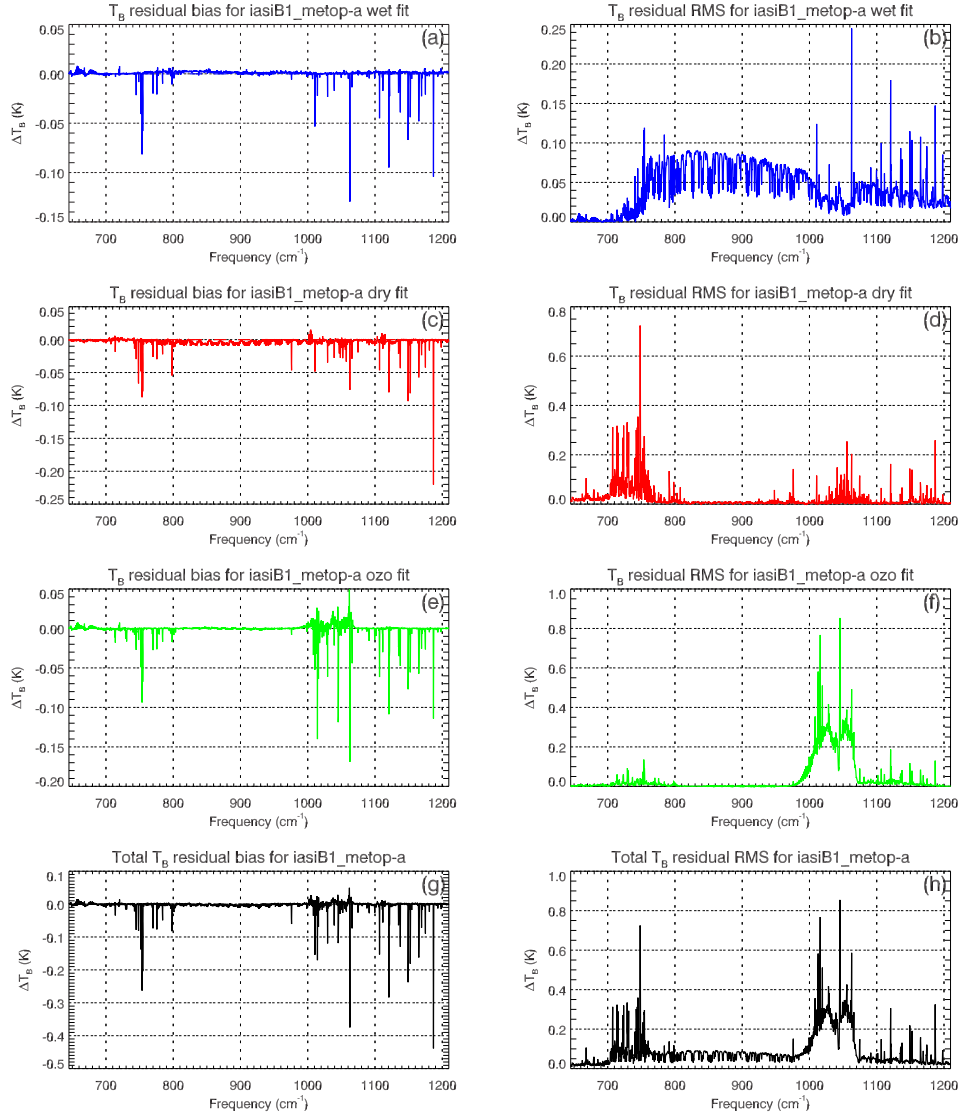 T_B residual bias for iasiB1_metop-a wet fit
(a)
0.05
0.00
-0.05
-0.10
-0.15
ΔT_B (K)
700 800 900 1000 1100 1200
Frequency (cm⁻¹)
T_B residual RMS for iasiB1_metop-a wet fit
(b)
0.25
0.20
0.15
0.10
0.05
0.00
ΔT_B (K)
700 800 900 1000 1100 1200
Frequency (cm⁻¹)
T_B residual bias for iasiB1_metop-a dry fit
(c)
0.05
0.00
-0.05
-0.10
-0.15
-0.20
-0.25
ΔT_B (K)
700 800 900 1000 1100 1200
Frequency (cm⁻¹)
T_B residual RMS for iasiB1_metop-a dry fit
(d)
0.8
0.6
0.4
0.2
0.0
ΔT_B (K)
700 800 900 1000 1100 1200
Frequency (cm⁻¹)
T_B residual bias for iasiB1_metop-a ozo fit
(e)
0.05
0.00
-0.05
-0.10
-0.15
-0.20
ΔT_B (K)
700 800 900 1000 1100 1200
Frequency (cm⁻¹)
T_B residual RMS for iasiB1_metop-a ozo fit
(f)
1.0
0.8
0.6
0.4
0.2
0.0
ΔT_B (K)
700 800 900 1000 1100 1200
Frequency (cm⁻¹)
Total T_B residual bias for iasiB1_metop-a
(g)
0.1
0.0
-0.1
-0.2
-0.3
-0.4
-0.5
ΔT_B (K)
700 800 900 1000 1100 1200
Frequency (cm⁻¹)
Total T_B residual RMS for iasiB1_metop-a
(h)
1.0
0.8
0.6
0.4
0.2
0.0
ΔT_B (K)
700 800 900 1000 1100 1200
Frequency (cm⁻¹)